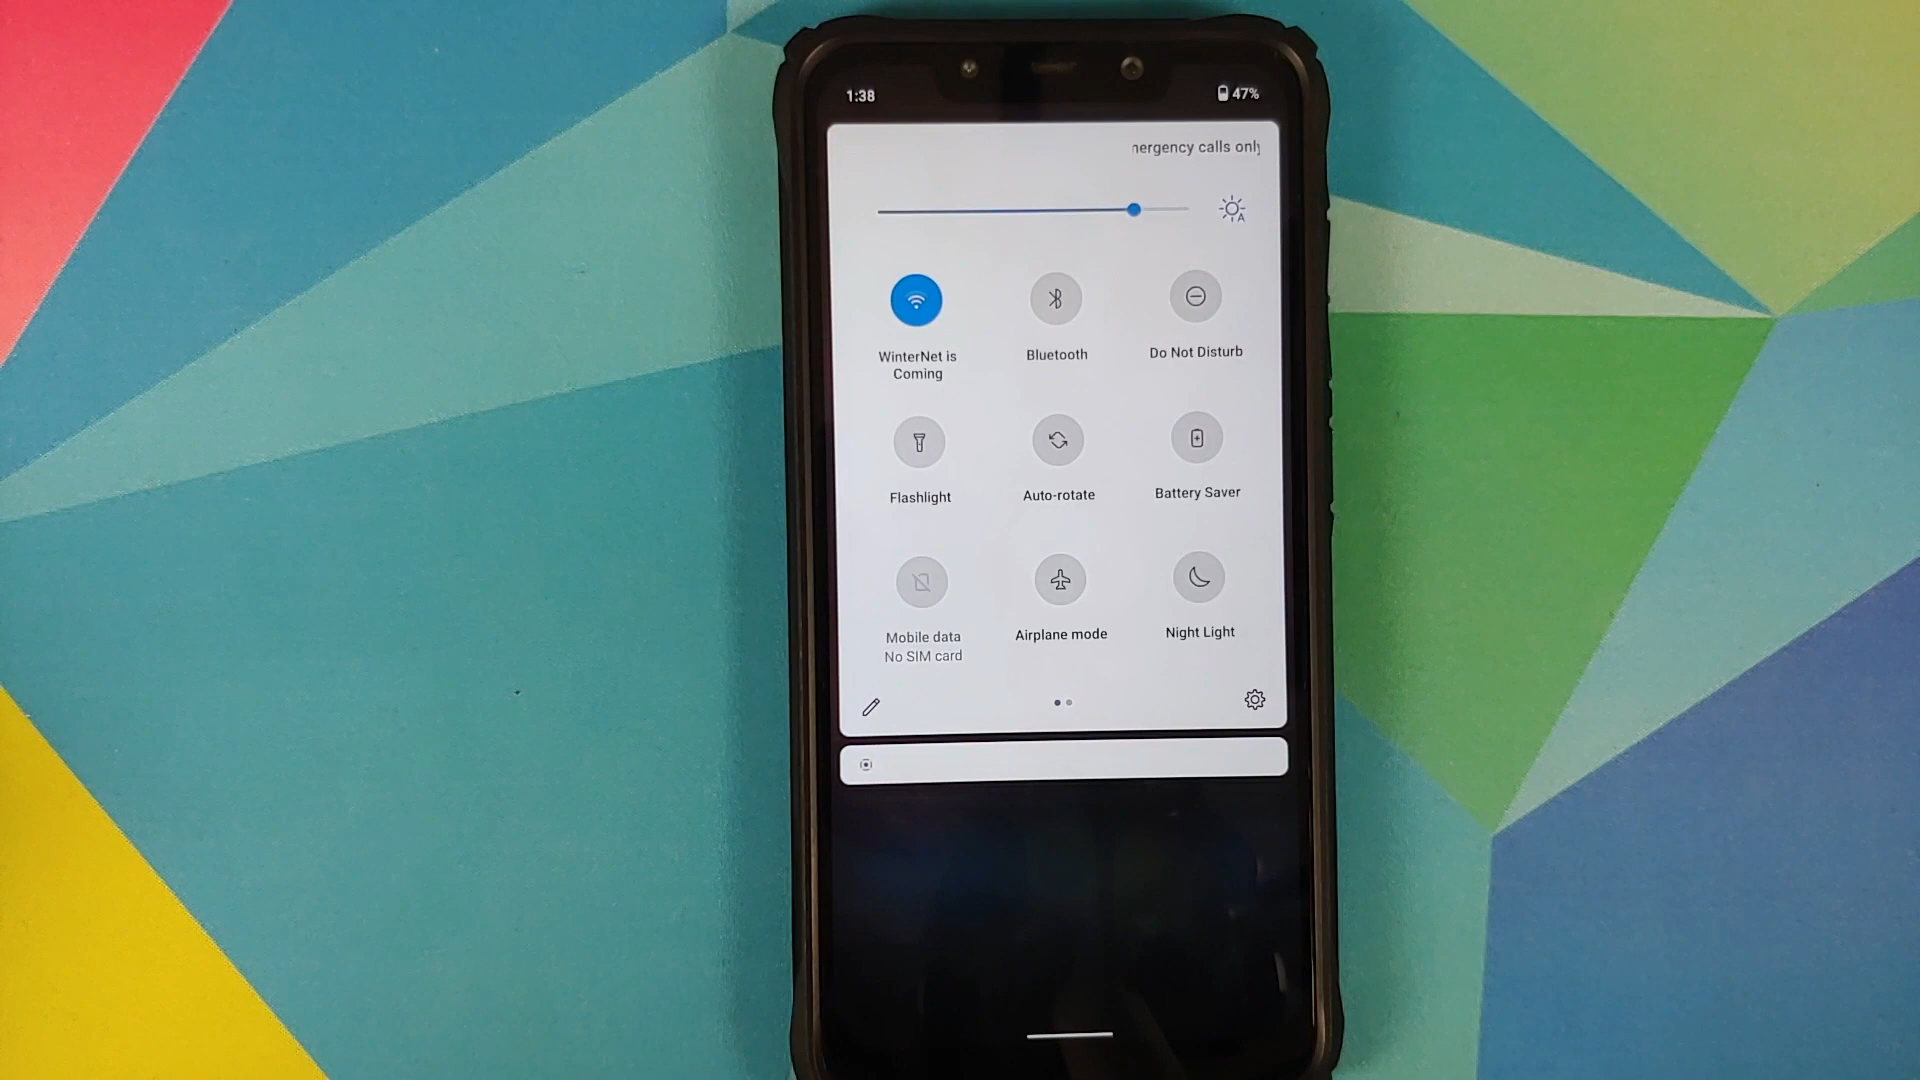 1:38
47%
nergency calls only
WinterNet is
Coming
Bluetooth
Do Not Disturb
Flashlight
Auto-rotate
Battery Saver
Mobile data
No SIM card
Airplane mode
Night Light